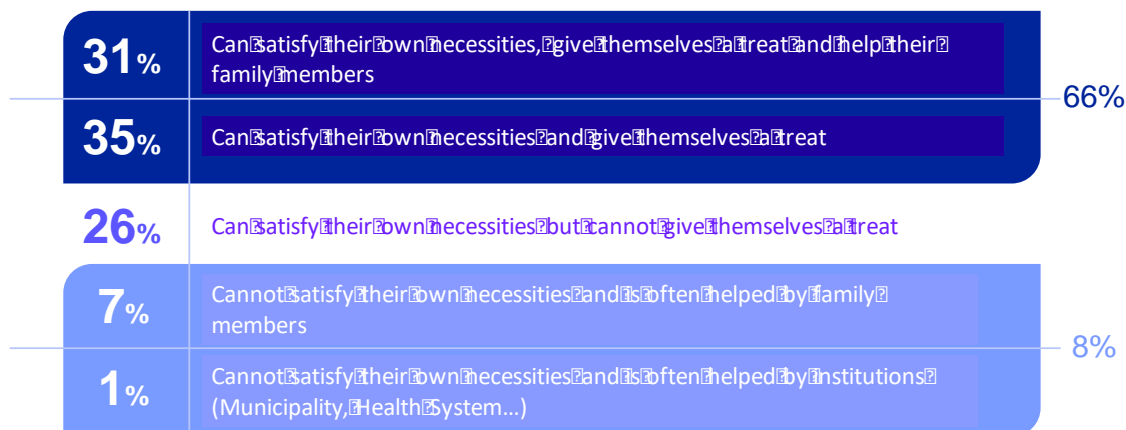 31%
Can satisfy their own necessities, give themselves a treat and help their
family members
66%
35%
Can satisfy their own necessities and give themselves a treat
26%
Can satisfy their own necessities but cannot give themselves a treat
7%
Cannot satisfy their own necessities and is often helped by family
members
8%
1%
Cannot satisfy their own necessities and is often helped by institutions
(Municipality, Health System...)